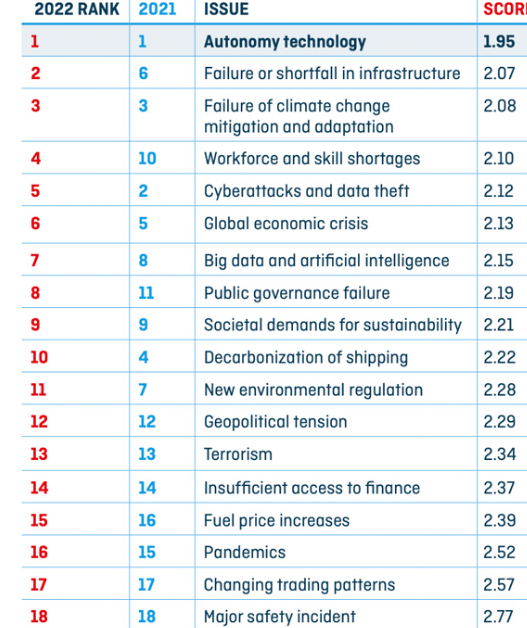 2022 RANK 2021 ISSUE SCOR
1 1 Autonomy technology 1.95
2 6 Failure or shortfall in infrastructure 2.07
3 3 Failure of climate change 2.08
mitigation and adaptation
4 10 Workforce and skill shortages 2.10
5 2 Cyberattacks and data theft 2.12
6 5 Global economic crisis 2.13
7 8 Big data and artificial intelligence 2.15
8 11 Public governance failure 2.19
9 9 Societal demands for sustainability 2.21
10 4 Decarbonization of shipping 2.22
11 7 New environmental regulation 2.28
12 12 Geopolitical tension 2.29
13 13 Terrorism 2.34
14 14 Insufficient access to finance 2.37
15 16 Fuel price increases 2.39
16 15 Pandemics 2.52
17 17 Changing trading patterns 2.57
18 18 Major safety incident 2.77